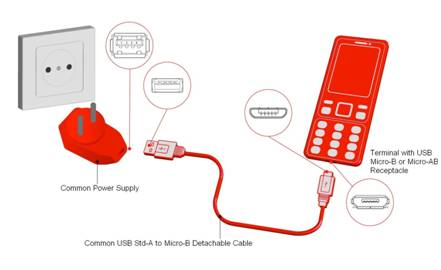 Terminal with USB
Micro-B or Micro-AB
Receptacle
Common Power Supply
Common USB Std-A to Micro-B Detachable Cable